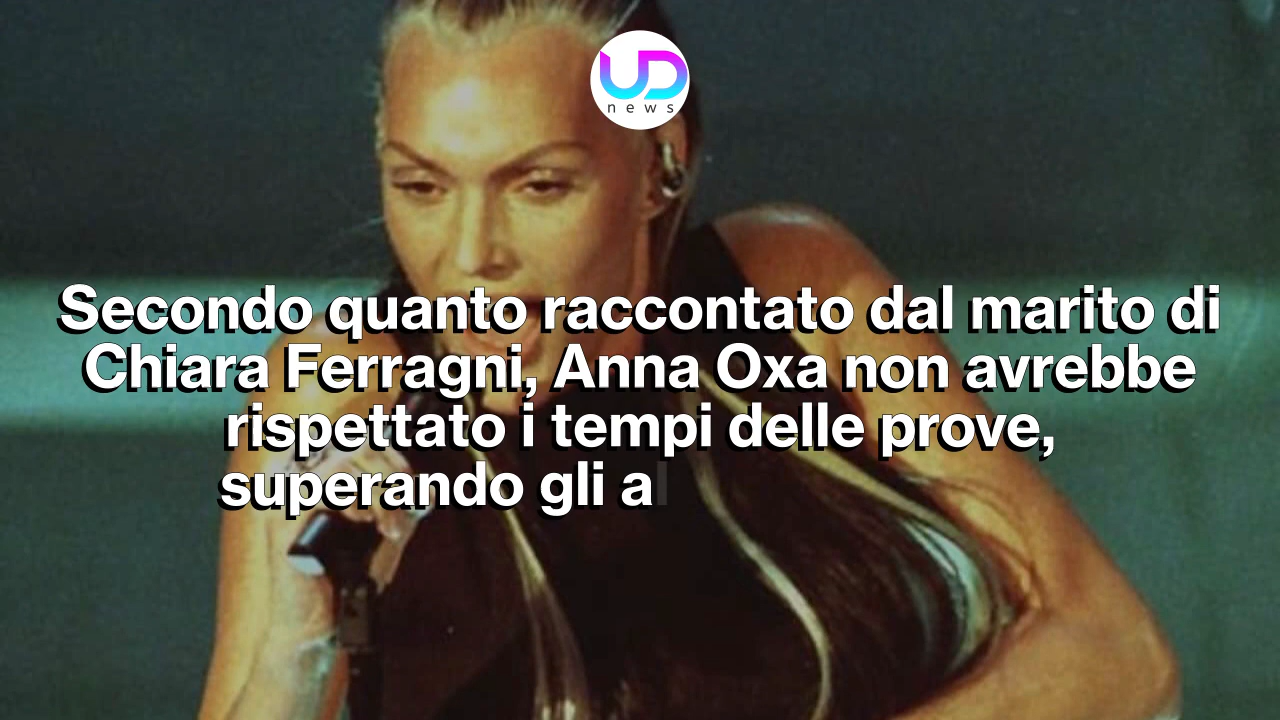 UD
news
Secondo quanto raccontato dal marito di
Chiara Ferragni, Anna Oxa non avrebbe
rispettato i tempi delle prove,
superando gli al